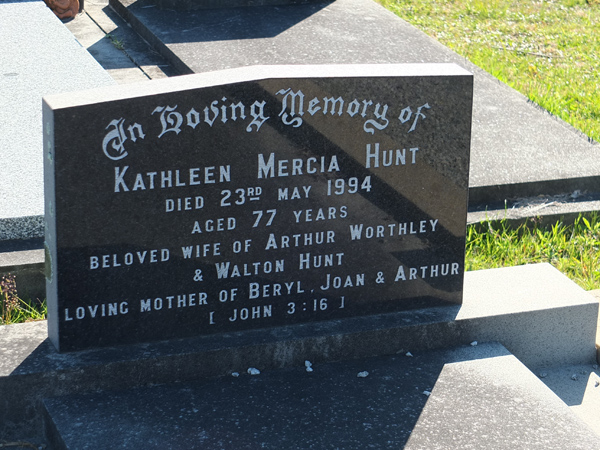 In Loving Memory of
KATHLEEN MERCIA HUNT
DIED 23RD MAY 1994
AGED 77 YEARS
BELOVED WIFE OF ARTHUR WORTHLEY
& WALTON HUNT
LOVING MOTHER OF BERYL, JOAN & ARTHUR
[ JOHN 3:16 ]